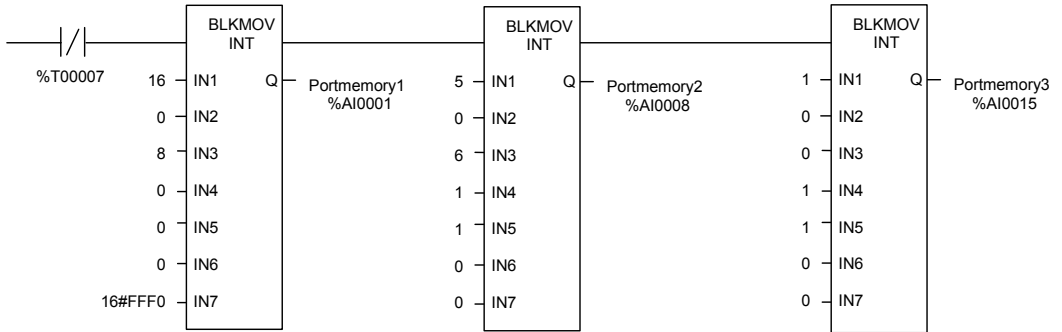 BLKMOV
INT
BLKMOV
INT
BLKMOV
INT
%T00007
16 IN1 Q Portmemory1
%AI0001
0 IN2
8 IN3
0 IN4
0 IN5
0 IN6
16#FFF0 IN7
5 IN1 Q Portmemory2
%AI0008
0 IN2
6 IN3
1 IN4
1 IN5
0 IN6
0 IN7
1 IN1 Q Portmemory3
%AI0015
0 IN2
0 IN3
1 IN4
1 IN5
0 IN6
0 IN7